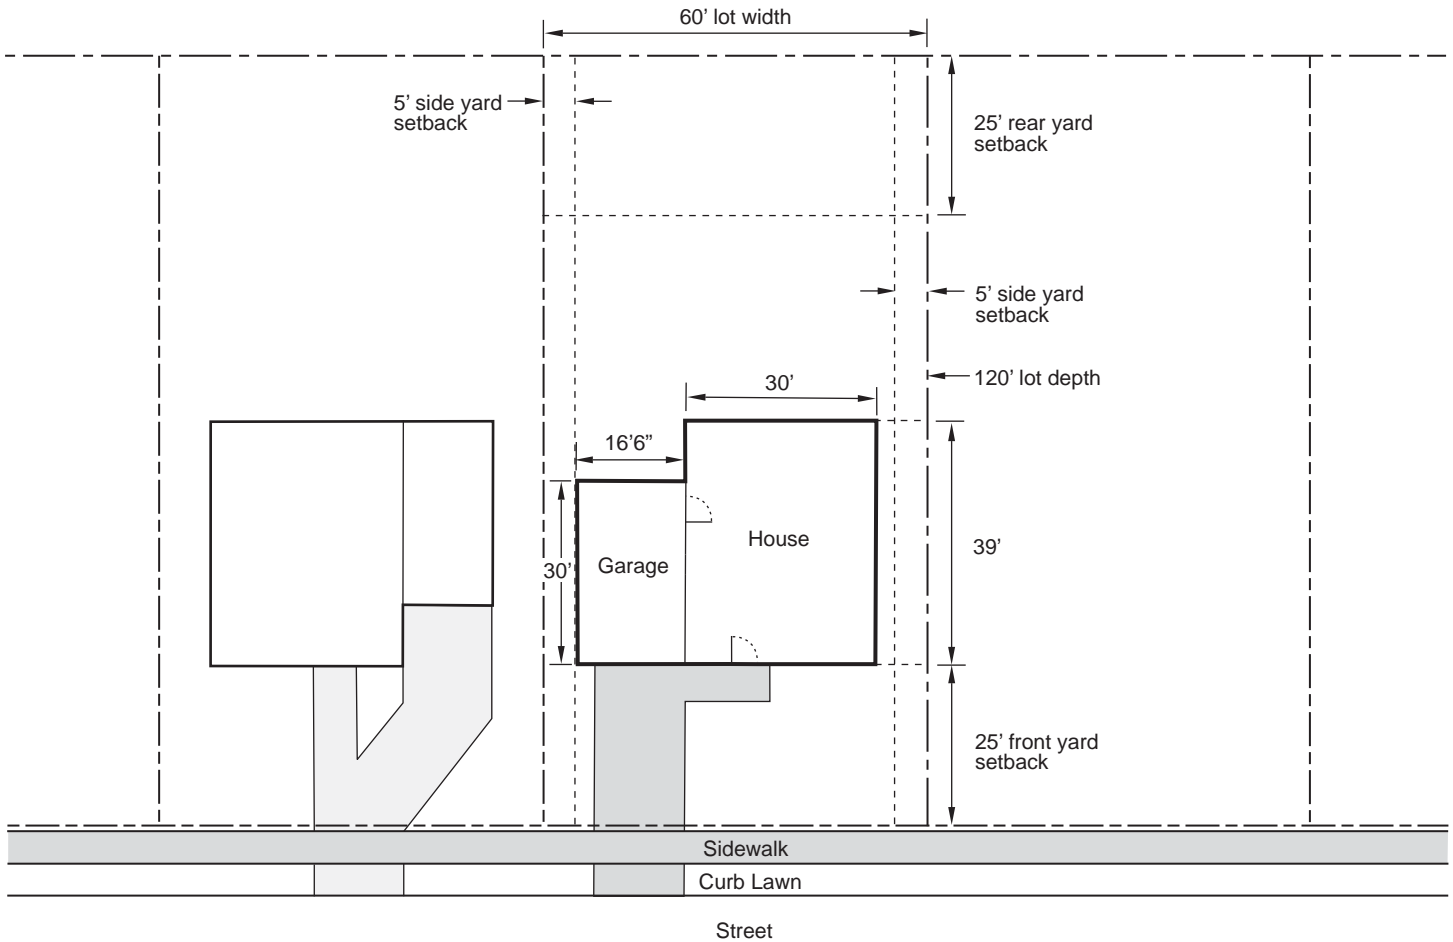 60’ lot width
5’ side yard
setback
25’ rear yard
setback
5’ side yard
setback
120’ lot depth
30’
16’6”
House
39’
Garage
30’
25’ front yard
setback
Sidewalk
Curb Lawn
Street